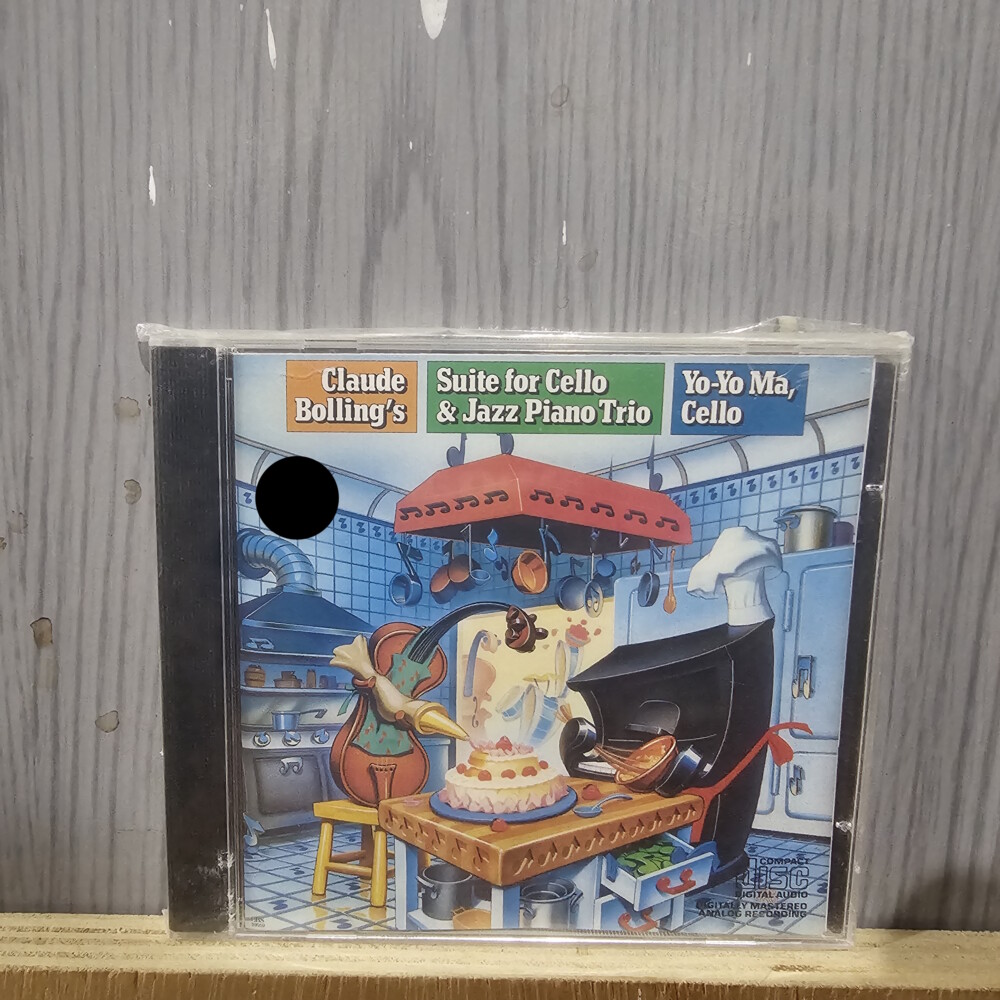 Claude
Bolling's
Suite for Cello
& Jazz Piano Trio
Yo-Yo Ma,
Cello
COMPACT
disc
DIGITAL AUDIO
DIGITALLY MASTERED
ANALOG RECORDING